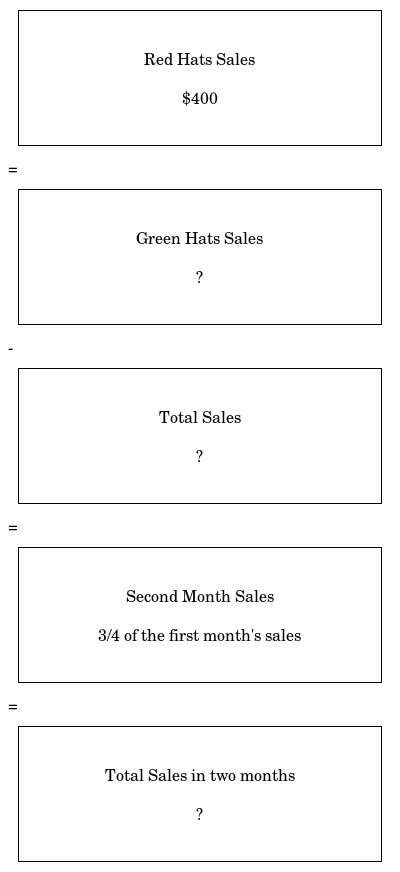 Red Hats Sales
$400
=
Green Hats Sales
?
-
Total Sales
?
=
Second Month Sales
3/4 of the first month's sales
=
Total Sales in two months
?